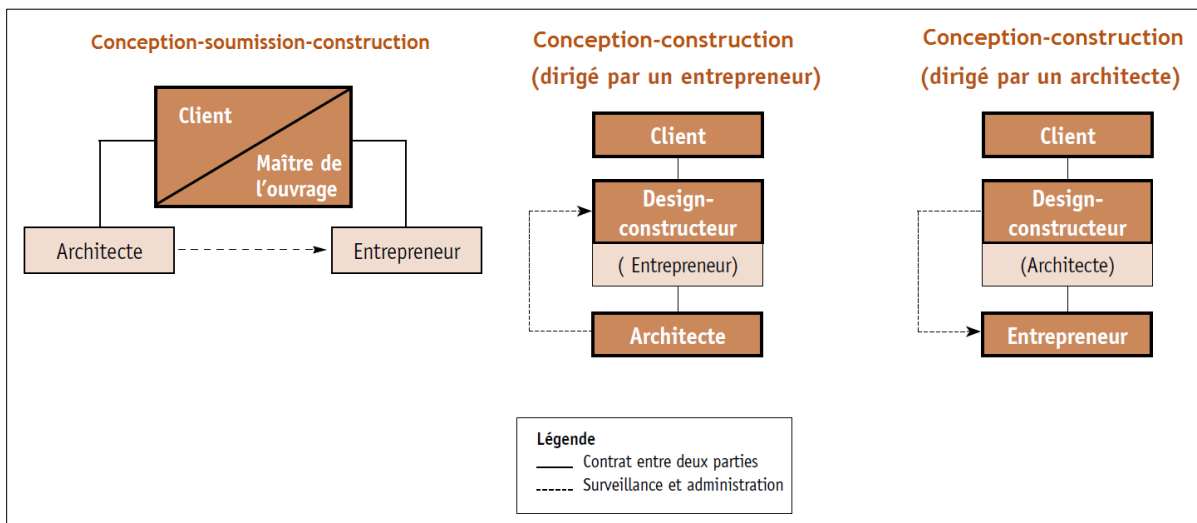 Conception-soumission-construction
Client
Maître de
l'ouvrage
Architecte
Entrepreneur
Conception-construction
(dirigé par un entrepreneur)
Client
Design-
constructeur
( Entrepreneur)
Architecte
Conception-construction
(dirigé par un architecte)
Client
Design-
constructeur
(Architecte)
Entrepreneur
Légende
Contrat entre deux parties
Surveillance et administration